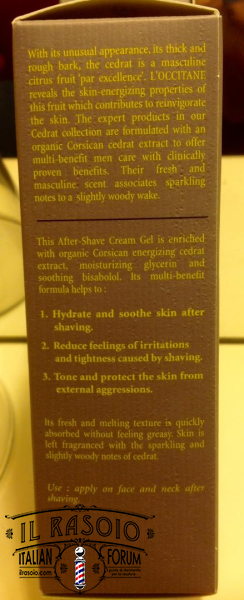 With its unusual appearance, its thick and
rough bark, the cedrat is a masculine
citrus fruit 'par excellence'. L'OCCITANE
reveals the skin-energizing properties of
this fruit which contributes to reinvigorate
the skin. The expert products in our
Cedrat collection are formulated with an
organic Corsican cedrat extract to offer
multi-benefit men care with clinically
proven benefits. Their fresh and
masculine scent associates sparkling
notes to a slightly woody wake.
This After-Shave Cream Gel is enriched
with organic Corsican energizing cedrat
extract, moisturizing glycerin and
soothing bisabolol. Its multi-benefit
formula helps to :
1. Hydrate and soothe skin after
shaving.
2. Reduce feelings of irritations
and tightness caused by shaving.
3. Tone and protect the skin from
external aggressions.
Its fresh and melting texture is quickly
absorbed without feeling greasy. Skin is
left fragranced with the sparkling and
slightly woody notes of cedrat.
Use : apply on face and neck after
shaving.
IL RASOIO
ITALIAN FORUM
ilrasoio.com